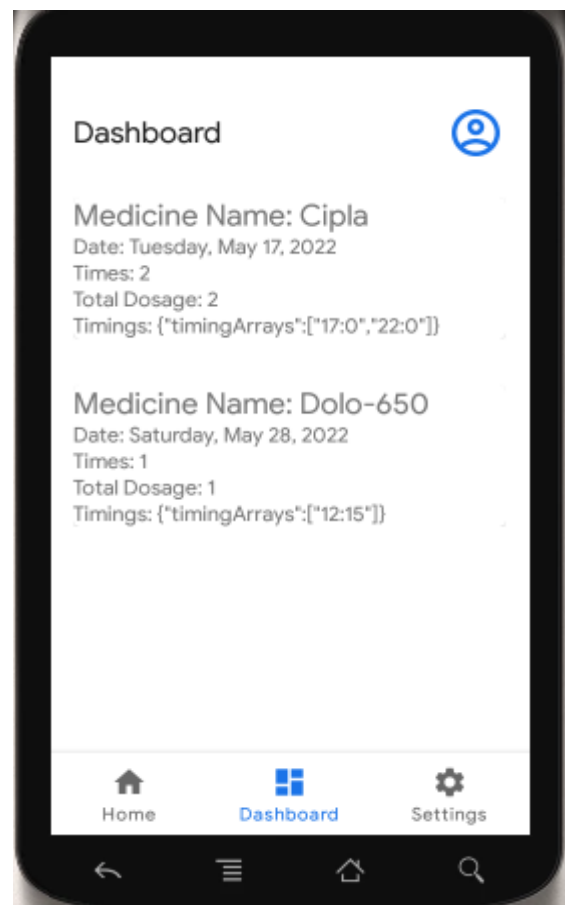 Dashboard
Medicine Name: Cipla
Date: Tuesday, May 17, 2022
Times: 2
Total Dosage: 2
Timings: {"timingArrays":["17:0","22:0"]}
Medicine Name: Dolo-650
Date: Saturday, May 28, 2022
Times: 1
Total Dosage: 1
Timings: {"timingArrays":["12:15"]}
Home Dashboard Settings